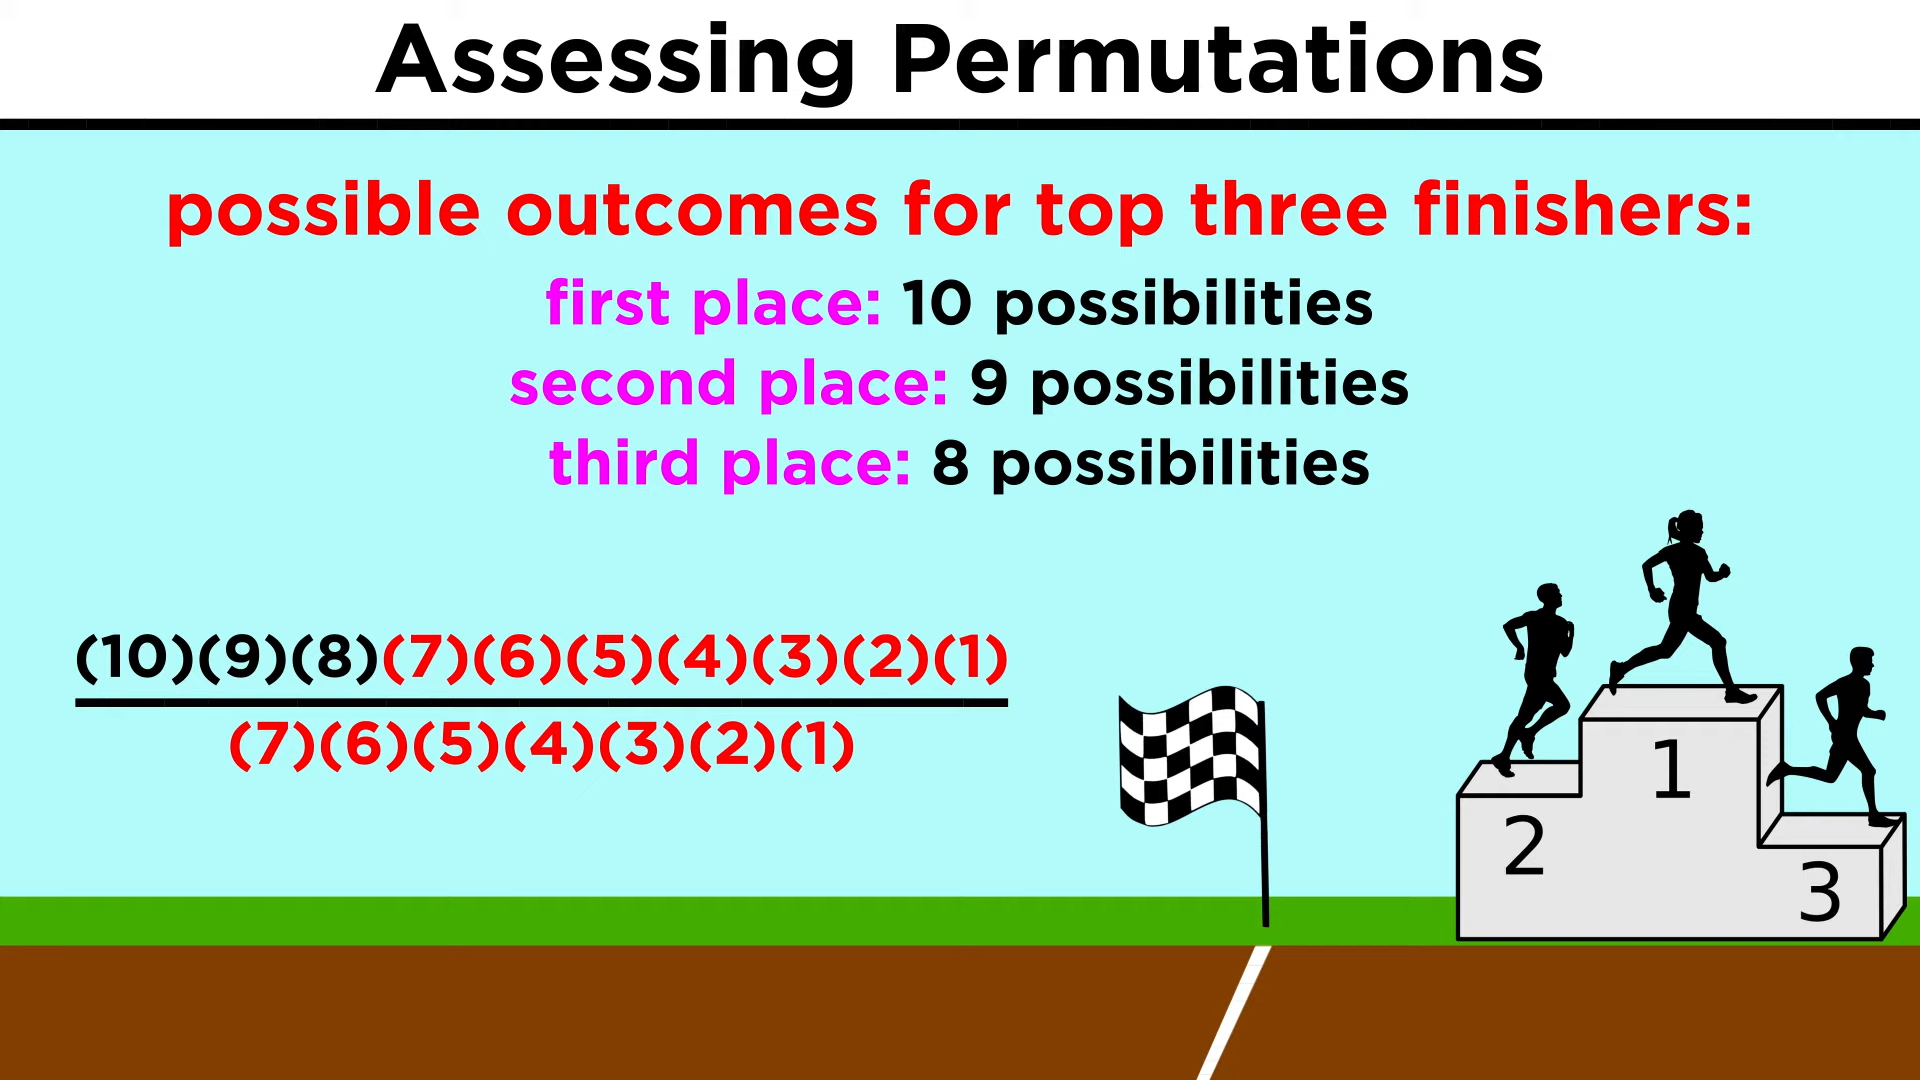 Assessing Permutations
possible outcomes for top three finishers:
first place: 10 possibilities
second place: 9 possibilities
third place: 8 possibilities
(10)(9)(8)(7)(6)(5)(4)(3)(2)(1)
(7)(6)(5)(4)(3)(2)(1)
1
2
3